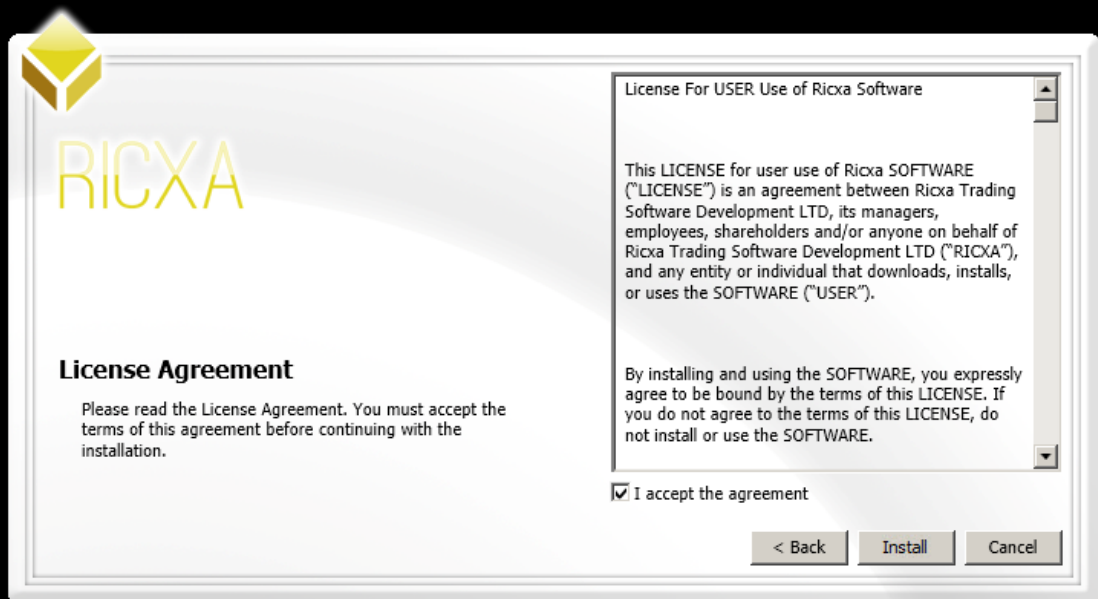 RICXA
License Agreement
Please read the License Agreement. You must accept the
terms of this agreement before continuing with the
installation.
License For USER Use of Ricxa Software
This LICENSE for user use of Ricxa SOFTWARE
(“LICENSE”) is an agreement between Ricxa Trading
Software Development LTD, its managers,
employees, shareholders and/or anyone on behalf of
Ricxa Trading Software Development LTD (“RICXA”),
and any entity or individual that downloads, installs,
or uses the SOFTWARE (“USER”).
By installing and using the SOFTWARE, you expressly
agree to be bound by the terms of this LICENSE. If
you do not agree to the terms of this LICENSE, do
not install or use the SOFTWARE.
I accept the agreement
< Back Install Cancel